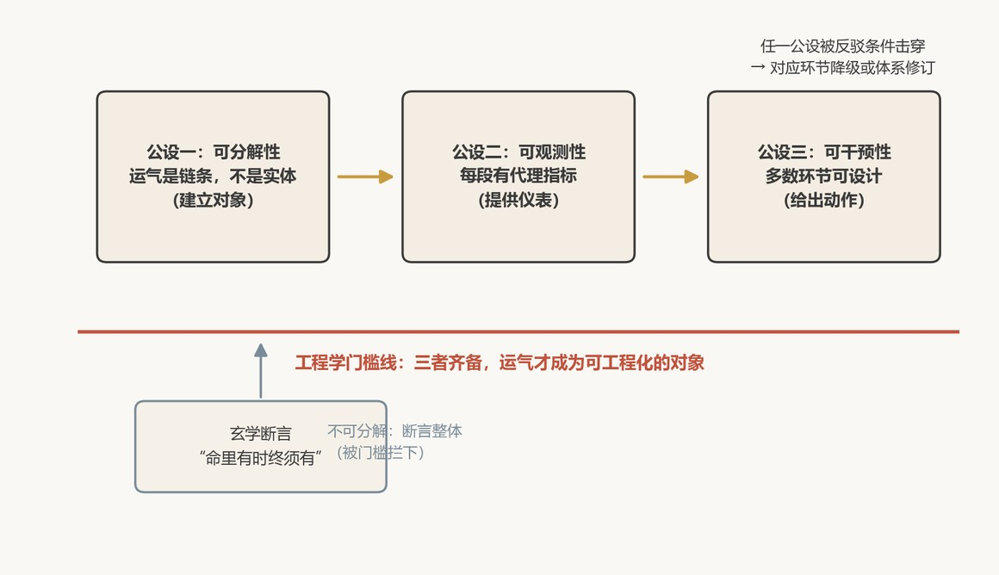 任一公设被反驳条件击穿
→ 对应环节降级或体系修订
公设一：可分解性
运气是链条，不是实体
（建立对象）
公设二：可观测性
每段有代理指标
（提供仪表）
公设三：可干预性
多数环节可设计
（给出动作）
工程学门槛线：三者齐备，运气才成为可工程化的对象
玄学断言
“命里有时终须有”
不可分解：断言整体
（被门槛拦下）